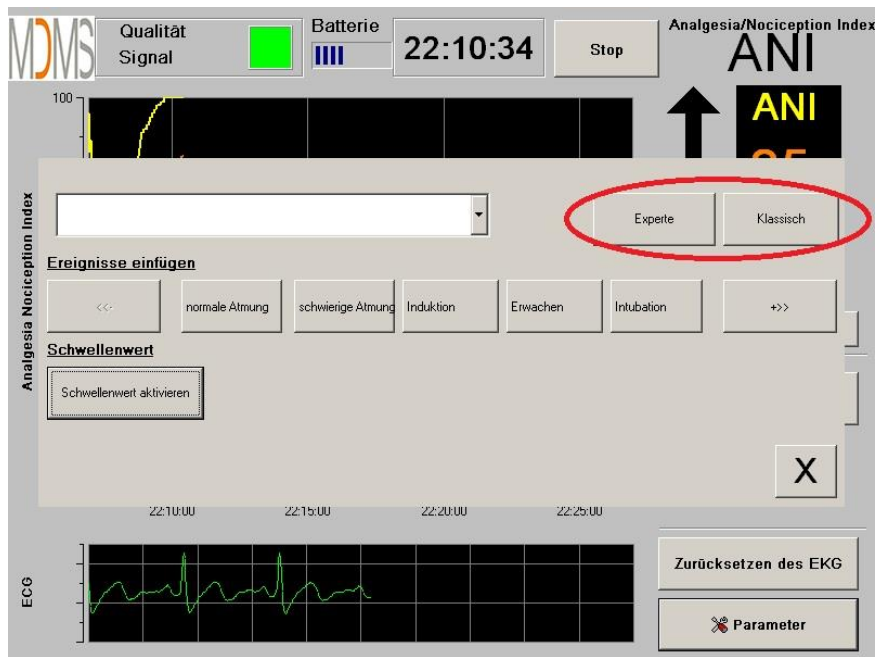 MDMS
Qualität
Signal
Batterie
22:10:34
Stop
Analgesia/Nociception Index
ANI
ANI
100
Analgesia Nociception Index
Experte
Klassisch
Ereignisse einfügen
<<-
normale Atmung
schwierige Atmung
Induktion
Erwachen
Intubation
+>>
Schwellenwert
Schwellenwert aktivieren
X
22:10:00
22:15:00
22:20:00
22:25:00
ECG
Zurücksetzen des EKG
Parameter